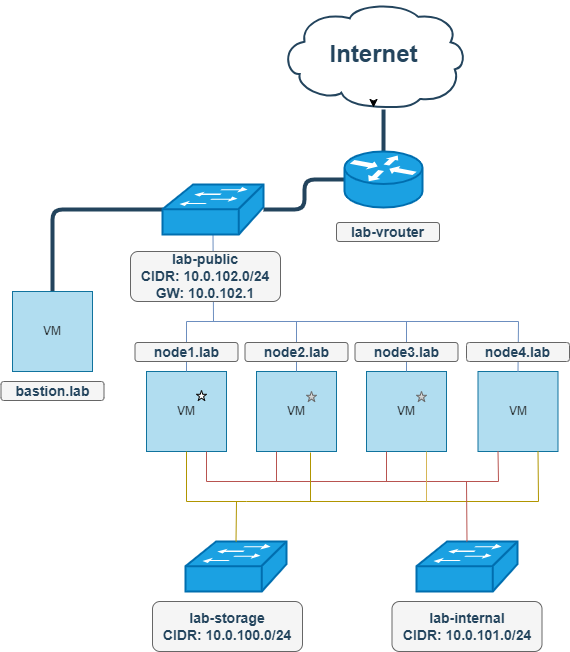 Internet
lab-vrouter
lab-public
CIDR: 10.0.102.0/24
GW: 10.0.102.1
VM
bastion.lab
node1.lab
node2.lab
node3.lab
node4.lab
VM
VM
VM
VM
lab-storage
CIDR: 10.0.100.0/24
lab-internal
CIDR: 10.0.101.0/24